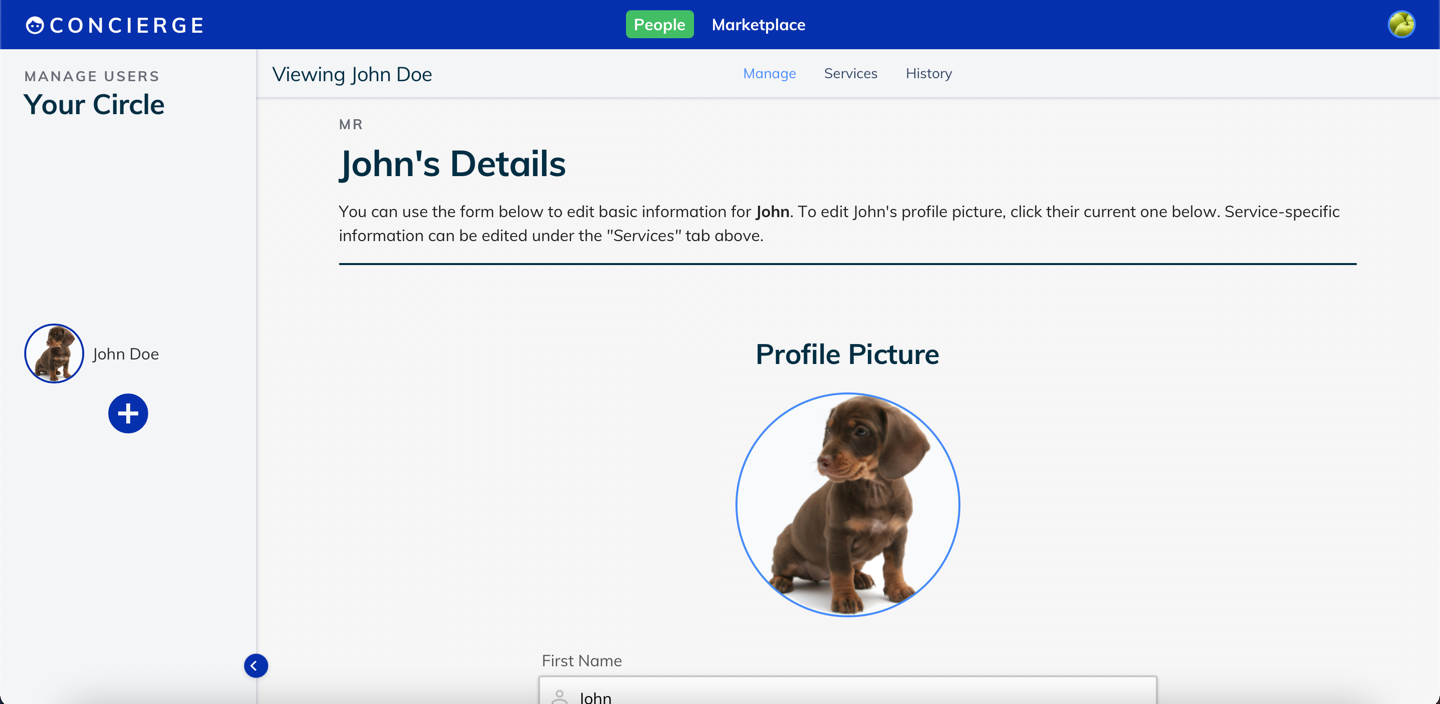 CONCIERGE
People
Marketplace
MANAGE USERS
Your Circle
John Doe
Viewing John Doe
Manage
Services
History
MR
John's Details
You can use the form below to edit basic information for John. To edit John's profile picture, click their current one below. Service-specific
information can be edited under the "Services" tab above.
Profile Picture
First Name
John